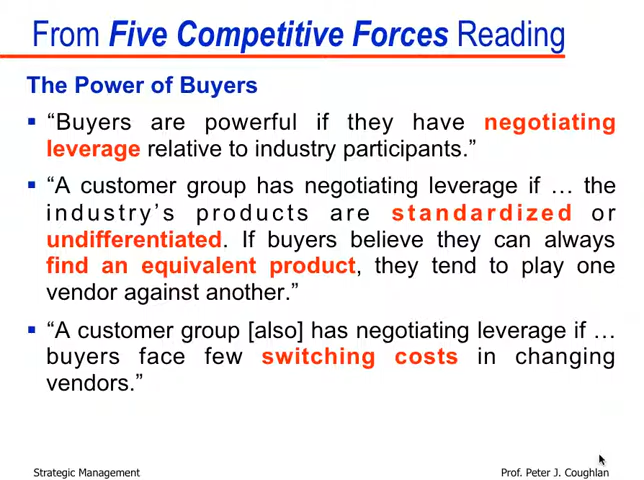 From Five Competitive Forces Reading
The Power of Buyers
▪ “Buyers are powerful if they have negotiating
leverage relative to industry participants.”
▪ “A customer group has negotiating leverage if … the
industry’s products are standardized or
undifferentiated. If buyers believe they can always
find an equivalent product, they tend to play one
vendor against another.”
▪ “A customer group [also] has negotiating leverage if …
buyers face few switching costs in changing
vendors.”
Strategic Management
Prof. Peter J. Coughlan